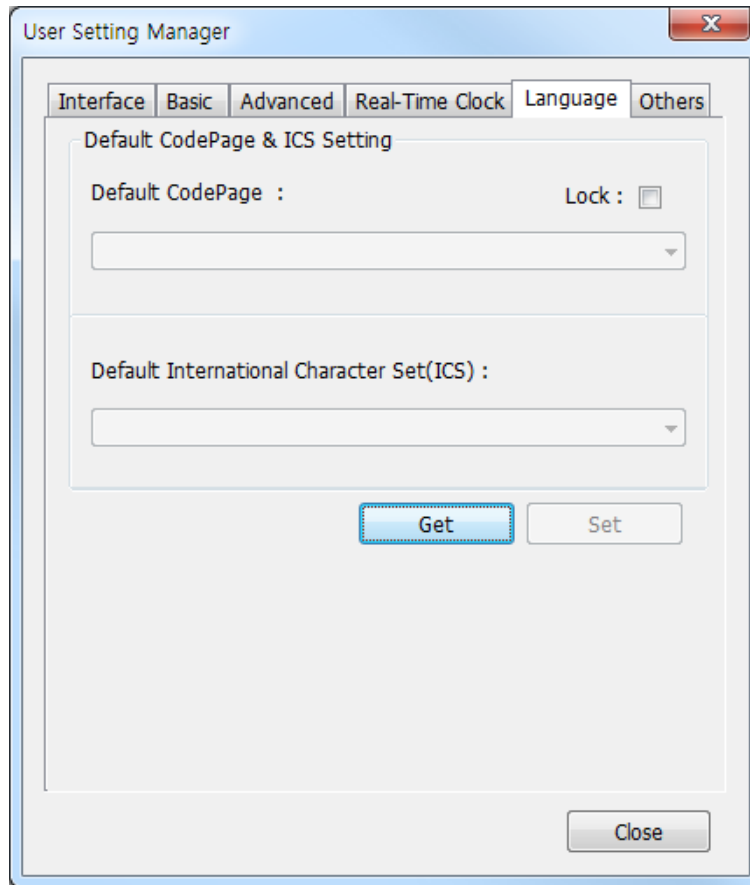 User Setting Manager
Interface Basic Advanced Real-Time Clock Language Others
Default CodePage & ICS Setting
Default CodePage : Lock :
Default International Character Set(ICS) :
Get Set
Close